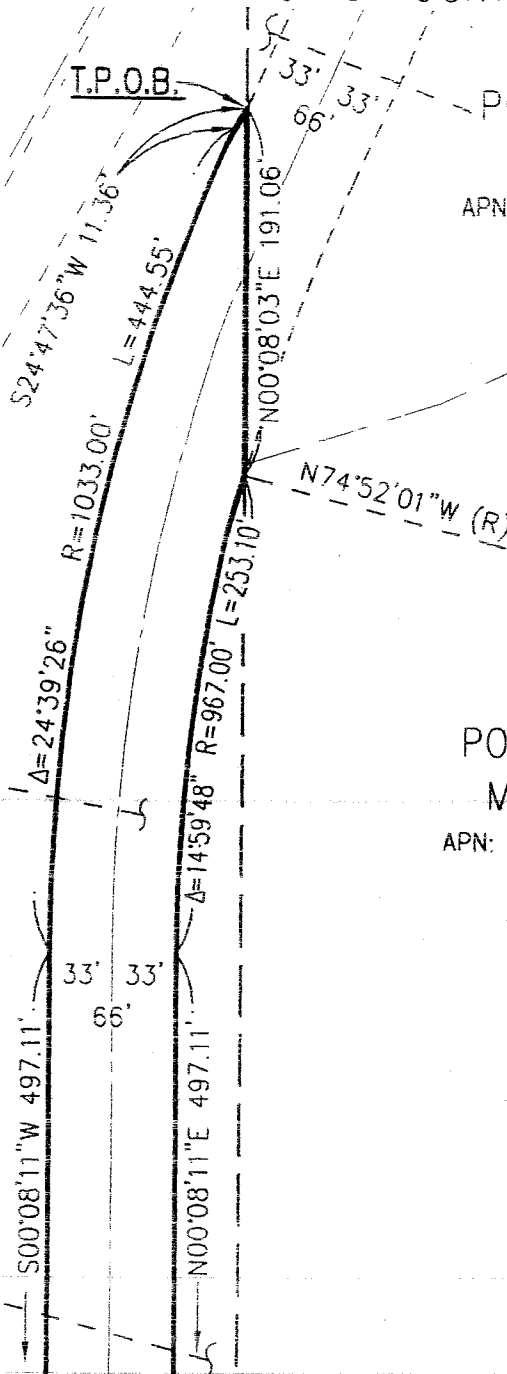 T.P.O.B.
33' 33'
66'
APN:
S24°47'36"W 11.36'
L=444.55'
R=1033.00'
Δ=24°39'26"
N00°08'03"E 191.06'
N74°52'01"W (R)
L=253.10'
R=967.00'
Δ=14°59'48"
APN:
33' 33'
66'
S00°08'11"W 497.11'
N00°08'11"E 497.11'